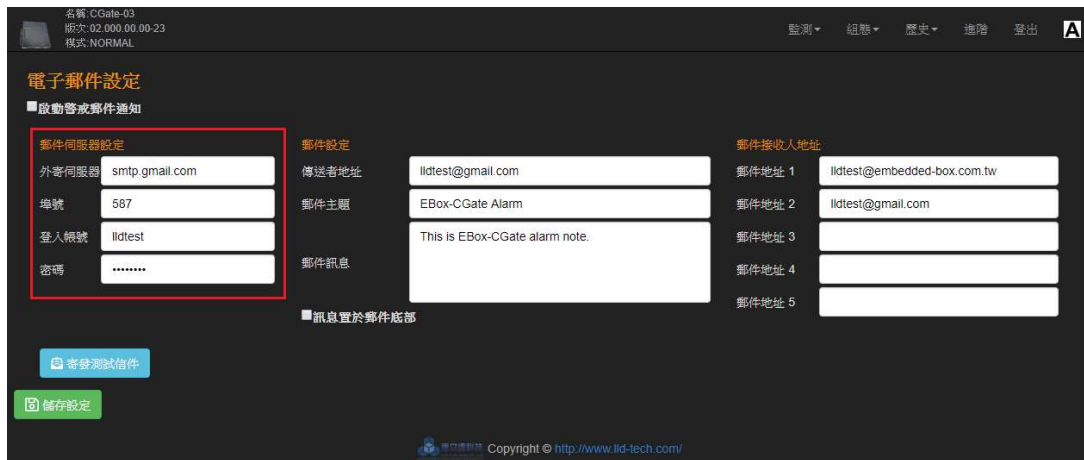 名稱:CGate-03
版次:02.000.00.00-23
模式:NORMAL
監測 組態 歷史 進階 登出 A
電子郵件設定
啟動警戒郵件通知
郵件伺服器設定
外寄伺服器 smtp.gmail.com
埠號 587
登入帳號 lldtest
密碼 ••••••••
郵件設定
傳送者地址 lldtest@gmail.com
郵件主題 EBox-CGate Alarm
郵件訊息 This is EBox-CGate alarm note.
訊息置於郵件底部
郵件接收人地址
郵件地址 1 lldtest@embedded-box.com.tw
郵件地址 2 lldtest@gmail.com
郵件地址 3
郵件地址 4
郵件地址 5
寄發測試信件
儲存設定
Copyright © http://www.lld-tech.com/